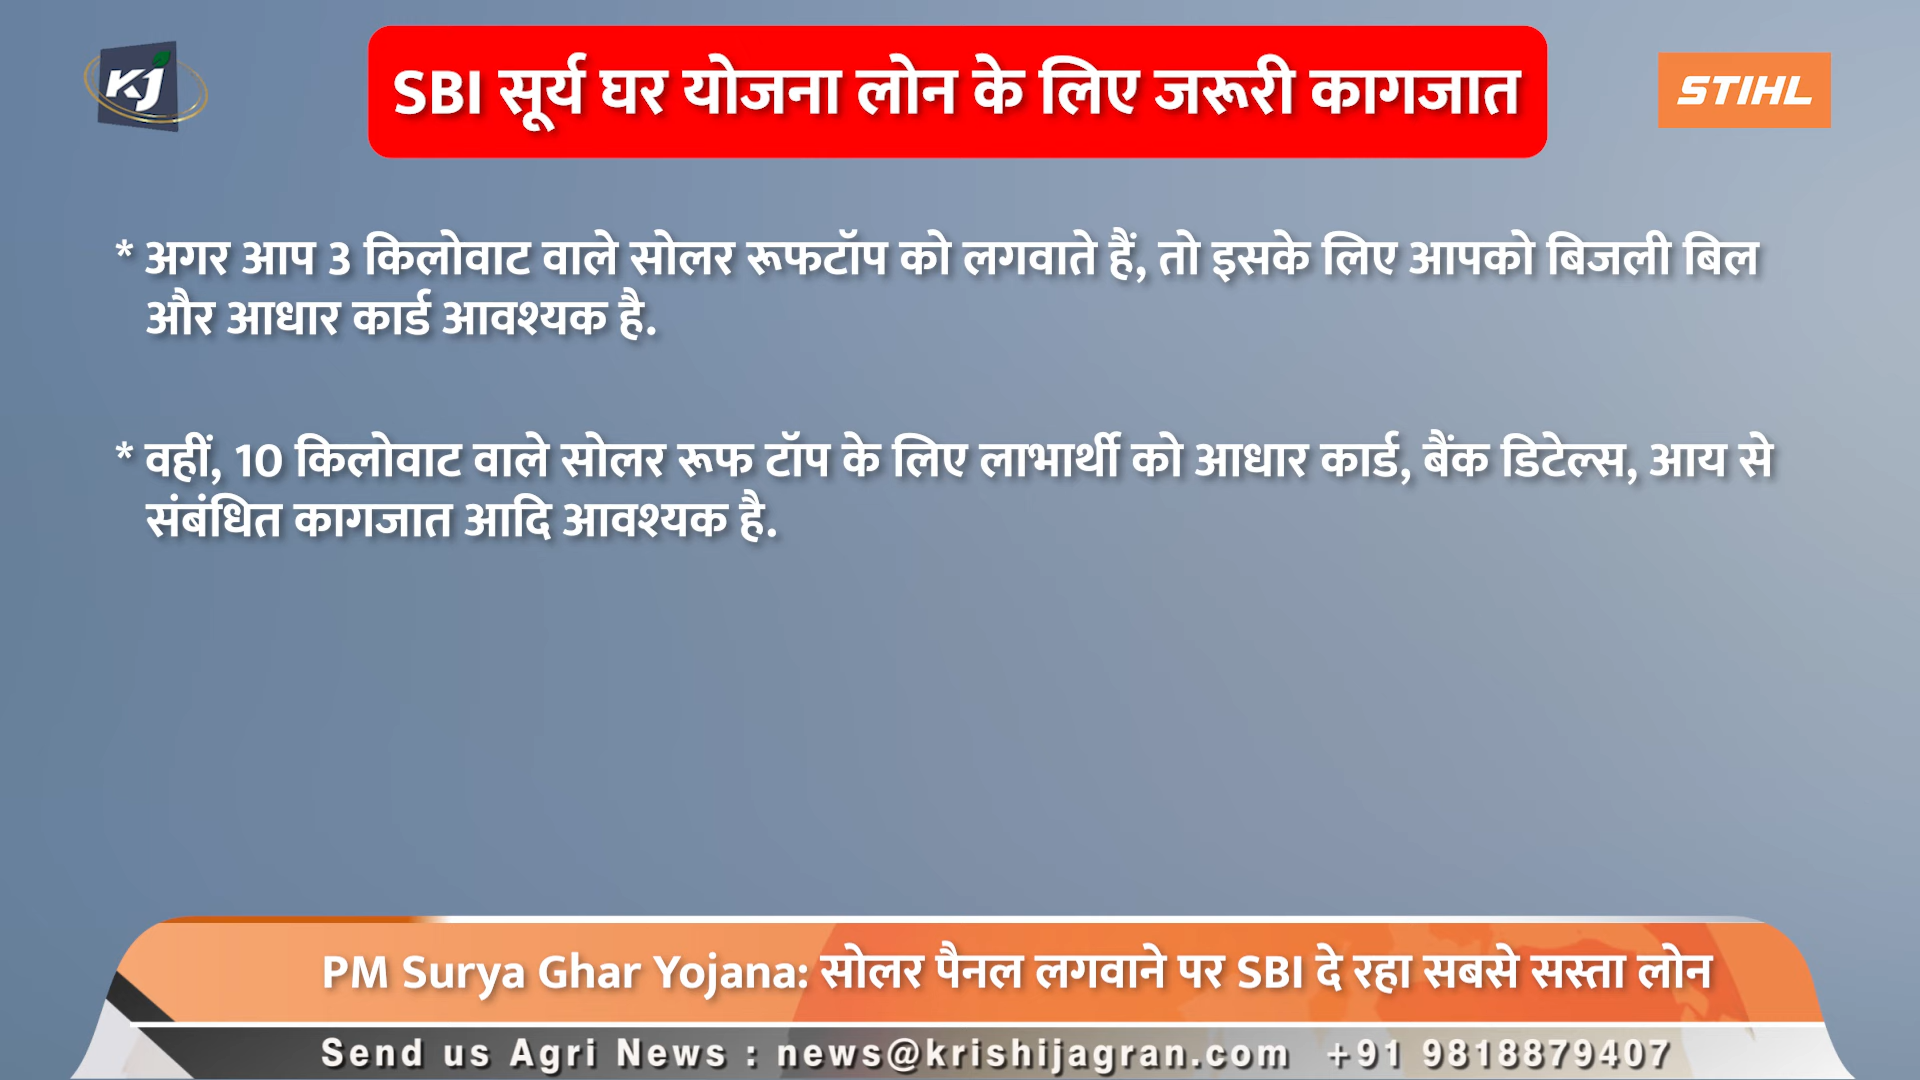 KJ
SBI सूर्य घर योजना लोन के लिए जरूरी कागजात
STIHL
* अगर आप 3 किलोवाट वाले सोलर रूफटॉप को लगवाते हैं, तो इसके लिए आपको बिजली बिल
और आधार कार्ड आवश्यक है.
* वहीं, 10 किलोवाट वाले सोलर रूफ टॉप के लिए लाभार्थी को आधार कार्ड, बैंक डिटेल्स, आय से
संबंधित कागजात आदि आवश्यक है.
PM Surya Ghar Yojana: सोलर पैनल लगवाने पर SBI दे रहा सबसे सस्ता लोन
Send us Agri News : news@krishijagran.com +91 9818879407